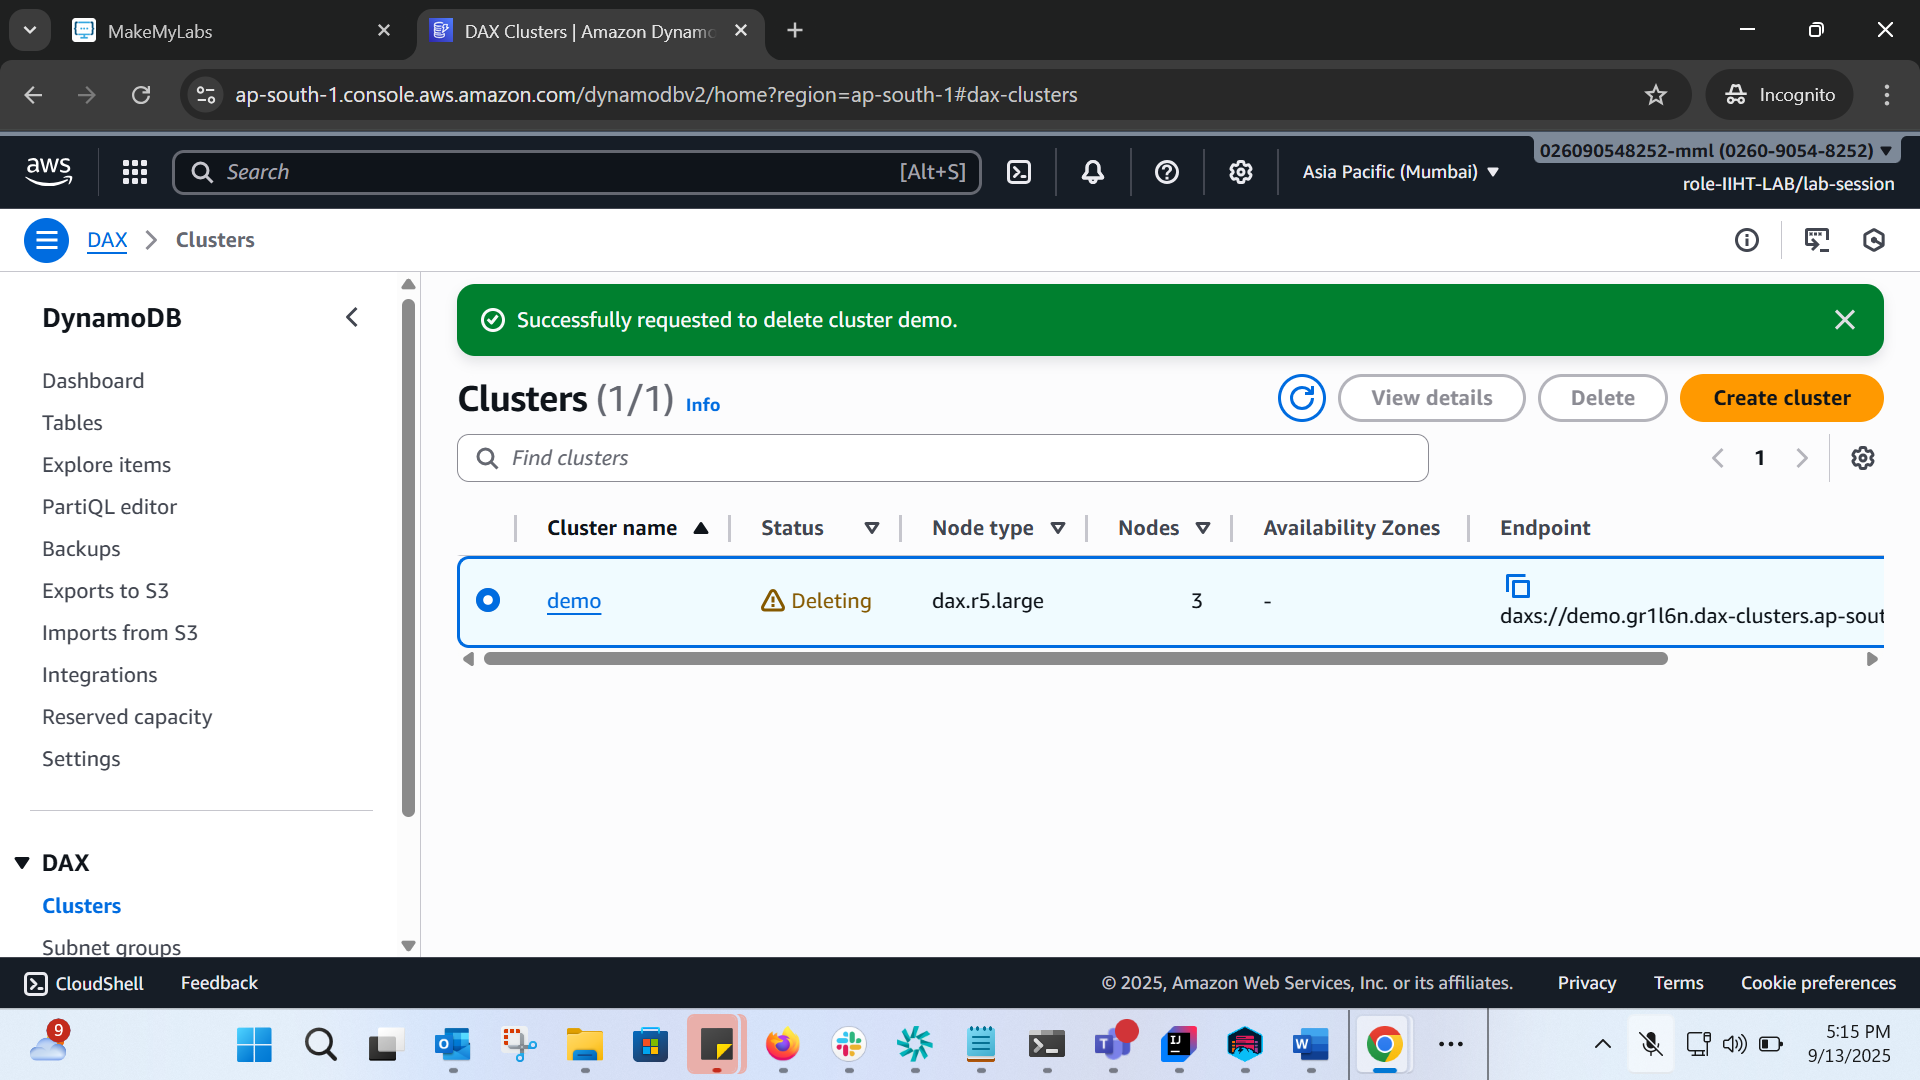 MakeMyLabs
DAX Clusters | Amazon Dynamo
ap-south-1.console.aws.amazon.com/dynamodbv2/home?region=ap-south-1#dax-clusters
Incognito
aws
Search
[Alt+S]
Asia Pacific (Mumbai) ▼
026090548252-mml (0260-9054-8252) ▼
role-IIHT-LAB/lab-session
DAX
Clusters
DynamoDB
Dashboard
Tables
Explore items
PartiQL editor
Backups
Exports to S3
Imports from S3
Integrations
Reserved capacity
Settings
DAX
Clusters
Subnet groups
Successfully requested to delete cluster demo.
Clusters (1/1) Info
View details
Delete
Create cluster
Find clusters
1
Cluster name
Status
Node type
Nodes
Availability Zones
Endpoint
demo
Deleting
dax.r5.large
3
-
daxs://demo.gr1l6n.dax-clusters.ap-sout
CloudShell
Feedback
© 2025, Amazon Web Services, Inc. or its affiliates.
Privacy
Terms
Cookie preferences
9
5:15 PM
9/13/2025